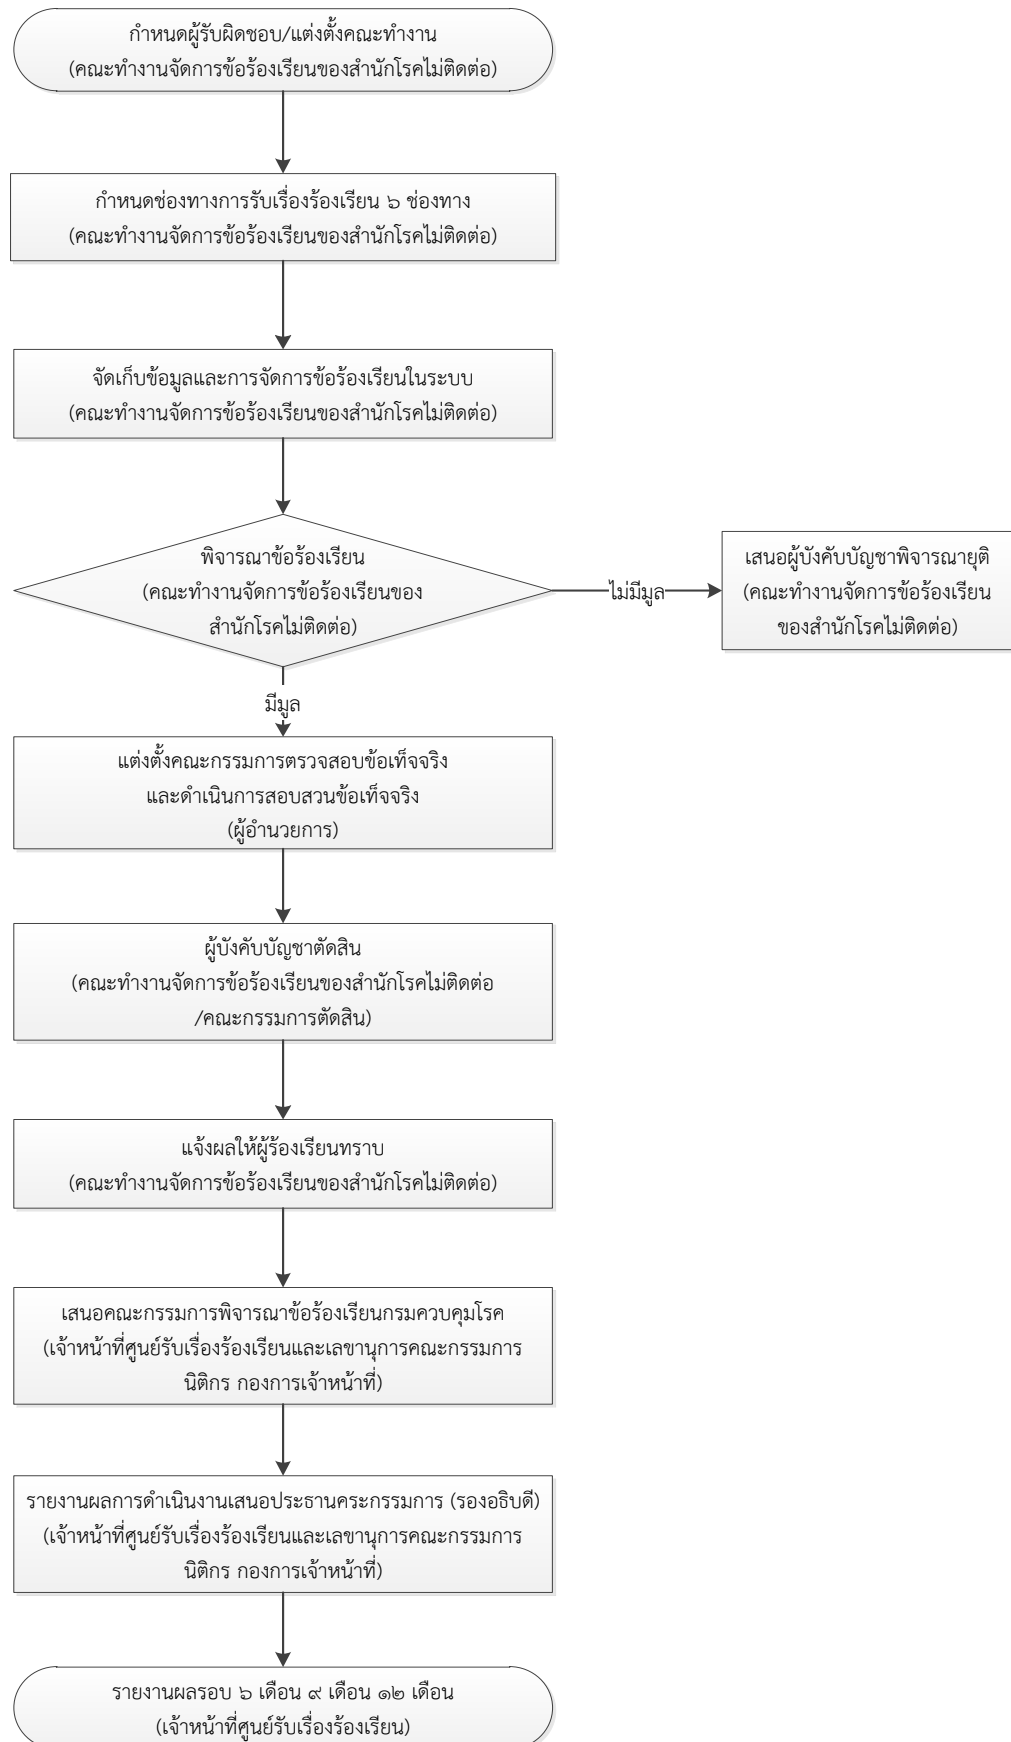 กำหนดผู้รับผิดชอบ/แต่งตั้งคณะทำงาน
(คณะทำงานจัดการข้อร้องเรียนของสำนักโรคไม่ติดต่อ)
กำหนดช่องทางการรับเรื่องร้องเรียน ๖ ช่องทาง
(คณะทำงานจัดการข้อร้องเรียนของสำนักโรคไม่ติดต่อ)
จัดเก็บข้อมูลและการจัดการข้อร้องเรียนในระบบ
(คณะทำงานจัดการข้อร้องเรียนของสำนักโรคไม่ติดต่อ)
พิจารณาข้อร้องเรียน
(คณะทำงานจัดการข้อร้องเรียนของ
สำนักโรคไม่ติดต่อ)
ไม่มีมูล
เสนอผู้บังคับบัญชาพิจารณายุติ
(คณะทำงานจัดการข้อร้องเรียน
ของสำนักโรคไม่ติดต่อ)
มีมูล
แต่งตั้งคณะกรรมการตรวจสอบข้อเท็จจริง
และดำเนินการสอบสวนข้อเท็จจริง
(ผู้อำนวยการ)
ผู้บังคับบัญชาตัดสิน
(คณะทำงานจัดการข้อร้องเรียนของสำนักโรคไม่ติดต่อ
/คณะกรรมการตัดสิน)
แจ้งผลให้ผู้ร้องเรียนทราบ
(คณะทำงานจัดการข้อร้องเรียนของสำนักโรคไม่ติดต่อ)
เสนอคณะกรรมการพิจารณาข้อร้องเรียนกรมควบคุมโรค
(เจ้าหน้าที่ศูนย์รับเรื่องร้องเรียนและเลขานุการคณะกรรมการ
นิติกร กองการเจ้าหน้าที่)
รายงานผลการดำเนินงานเสนอประธานคระกรรมการ (รองอธิบดี)
(เจ้าหน้าที่ศูนย์รับเรื่องร้องเรียนและเลขานุการคณะกรรมการ
นิติกร กองการเจ้าหน้าที่)
รายงานผลรอบ ๖ เดือน ๙ เดือน ๑๒ เดือน
(เจ้าหน้าที่ศูนย์รับเรื่องร้องเรียน)